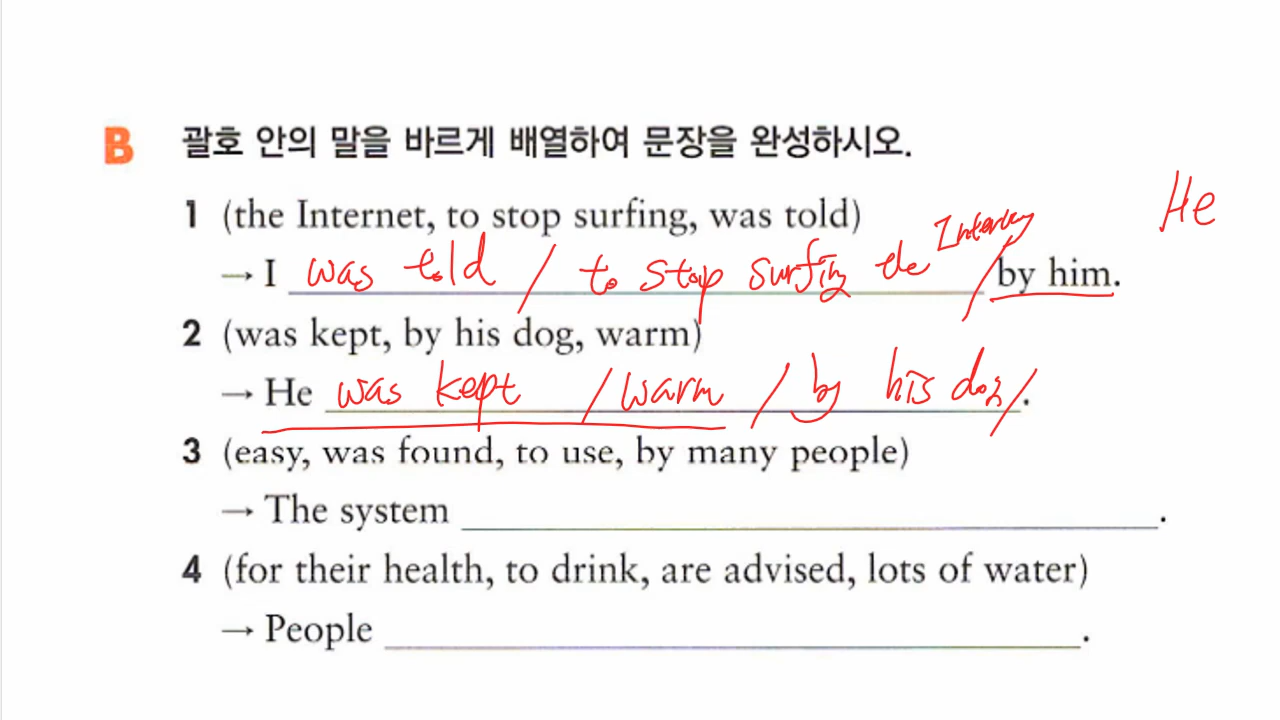 B 괄호 안의 말을 바르게 배열하여 문장을 완성하시오.
1 (the Internet, to stop surfing, was told)
He
→ I was told / to stop surfing the / by him.
2 (was kept, by his dog, warm)
→ He was kept / warm / by his dog / .
3 (easy, was found, to use, by many people)
→ The system .
4 (for their health, to drink, are advised, lots of water)
→ People .